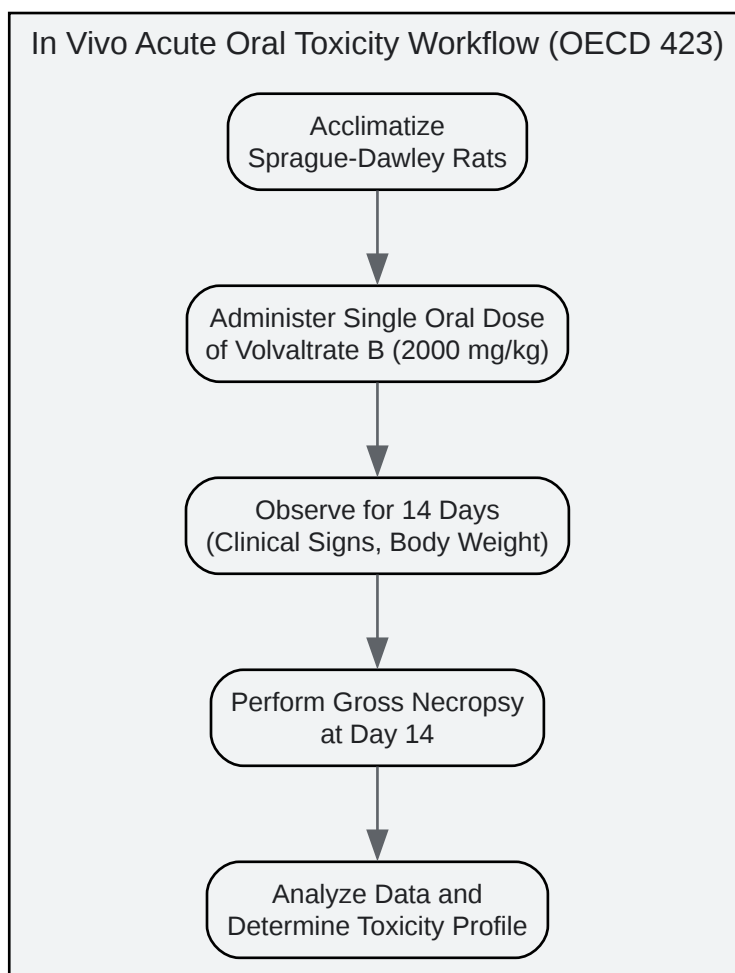 In Vivo Acute Oral Toxicity Workflow (OECD 423)
Acclimatize
Sprague-Dawley Rats
Administer Single Oral Dose
of Volvaltrate B (2000 mg/kg)
Observe for 14 Days
(Clinical Signs, Body Weight)
Perform Gross Necropsy
at Day 14
Analyze Data and
Determine Toxicity Profile